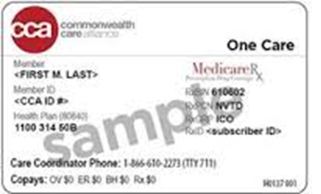 cca commonwealth
care alliance
One Care
Member
<FIRST M. LAST>
Member ID
<CCA ID #>
Health Plan (80840)
1100 314 50B
MedicareRx
Prescription Drug Coverage
RxBIN 610602
RxPCN NVTD
RxGRP ICO
RxID <subscriber ID>
sample
Care Coordinator Phone: 1-866-610-2273 (TTY 711)
Copays: OV $0 ER $0 BH $0 Rx $0
H0137 001